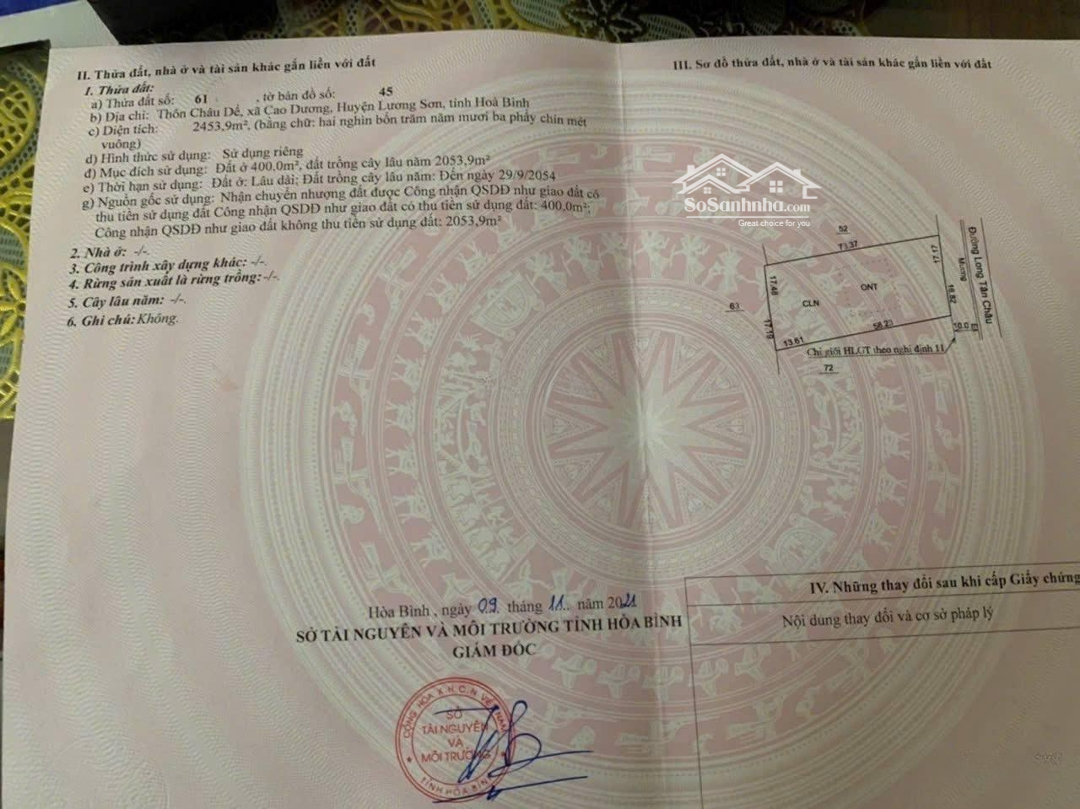 II. Thửa đất, nhà ở và tài sản khác gắn liền với đất
1. Thửa đất:
a) Thửa đất số: 61 , tờ bản đồ số: 45
b) Địa chỉ: Thôn Châu Dể, xã Cao Dương, Huyện Lương Sơn, tỉnh Hoà Bình
c) Diện tích: 2453,9m², (bằng chữ: hai nghìn bốn trăm năm mươi ba phẩy chín mét
vuông)
d) Hình thức sử dụng: Sử dụng riêng
đ) Mục đích sử dụng: Đất ở 400,0m², đất trồng cây lâu năm 2053,9m²
e) Thời hạn sử dụng: Đất ở: Lâu dài; Đất trồng cây lâu năm: Đến ngày 29/9/2054
g) Nguồn gốc sử dụng: Nhận chuyển nhượng đất được Công nhận QSDĐ như giao đất có
thu tiền sử dụng đất Công nhận QSDĐ như giao đất có thu tiền sử dụng đất: 400,0m²;
Công nhận QSDĐ như giao đất không thu tiền sử dụng đất: 2053,9m²
2. Nhà ở: -/-.
3. Công trình xây dựng khác: -/-.
4. Rừng sản xuất là rừng trồng: -/-.
5. Cây lâu năm: -/-.
6. Ghi chú: Không.
III. Sơ đồ thửa đất, nhà ở và tài sản khác gắn liền với đất
SoSanhnha.com
Great choice for you
52
73.37
17.17
17.48
ONT
CLN
16.82
Mương
Đường Long Tân Châu
63
17.19
58.23
13.61
10.0
Chỉ giới HLGT theo nghị định 11
72
Hòa Bình , ngày 09 tháng 11 năm 2021
SỞ TÀI NGUYÊN VÀ MÔI TRƯỜNG TỈNH HÒA BÌNH
GIÁM ĐỐC
CỘNG HÒA X.H.C.N VIỆT NAM
SỞ
TÀI NGUYÊN
VÀ
MÔI TRƯỜNG
TỈNH HÒA BÌNH
IV. Những thay đổi sau khi cấp Giấy chứng
Nội dung thay đổi và cơ sở pháp lý